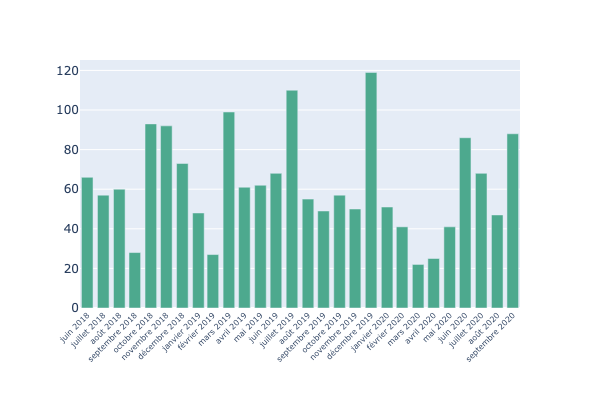 120
100
80
60
40
20
0
juin 2018
juillet 2018
août 2018
septembre 2018
octobre 2018
novembre 2018
décembre 2018
janvier 2019
février 2019
mars 2019
avril 2019
mai 2019
juin 2019
juillet 2019
août 2019
septembre 2019
octobre 2019
novembre 2019
décembre 2019
janvier 2020
février 2020
mars 2020
avril 2020
mai 2020
juin 2020
juillet 2020
août 2020
septembre 2020